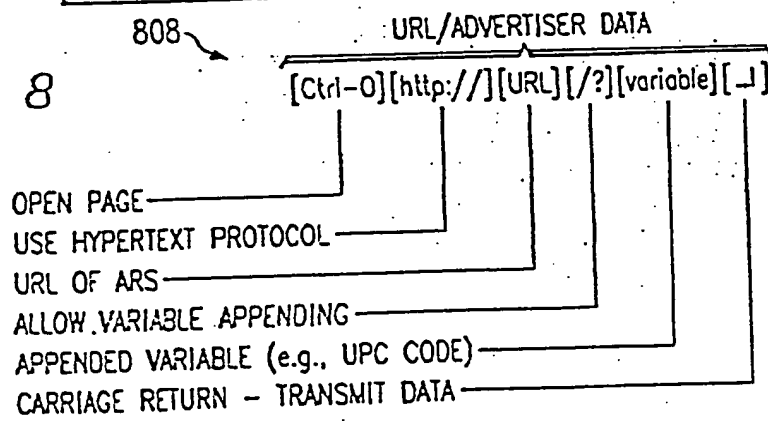 808
URL/ADVERTISER DATA
8
[Ctrl-O][http://][URL][/?][variable][↵]
OPEN PAGE
USE HYPERTEXT PROTOCOL
URL OF ARS
ALLOW VARIABLE APPENDING
APPENDED VARIABLE (e.g., UPC CODE)
CARRIAGE RETURN – TRANSMIT DATA